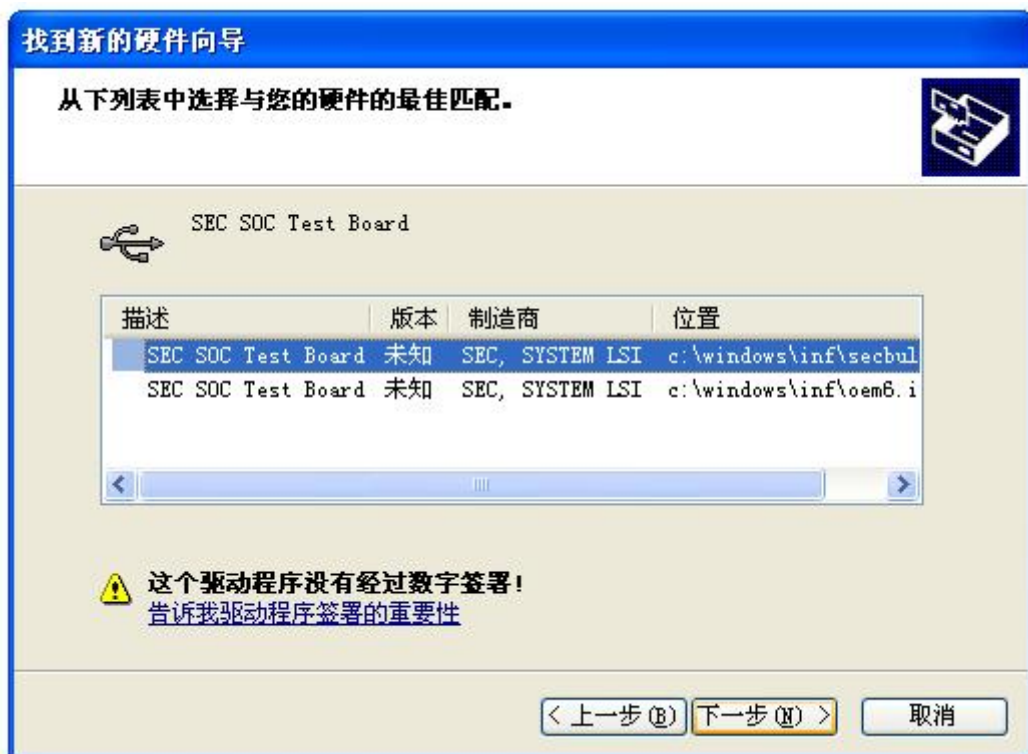 找到新的硬件向导
从下列表中选择与您的硬件的最佳匹配。
SEC SOC Test Board
描述 版本 制造商 位置
SEC SOC Test Board 未知 SEC, SYSTEM LSI c:\windows\inf\secbul
SEC SOC Test Board 未知 SEC, SYSTEM LSI c:\windows\inf\oem6.i
这个驱动程序没有经过数字签署!
告诉我驱动程序签署的重要性
< 上一步(B) 下一步(N) > 取消